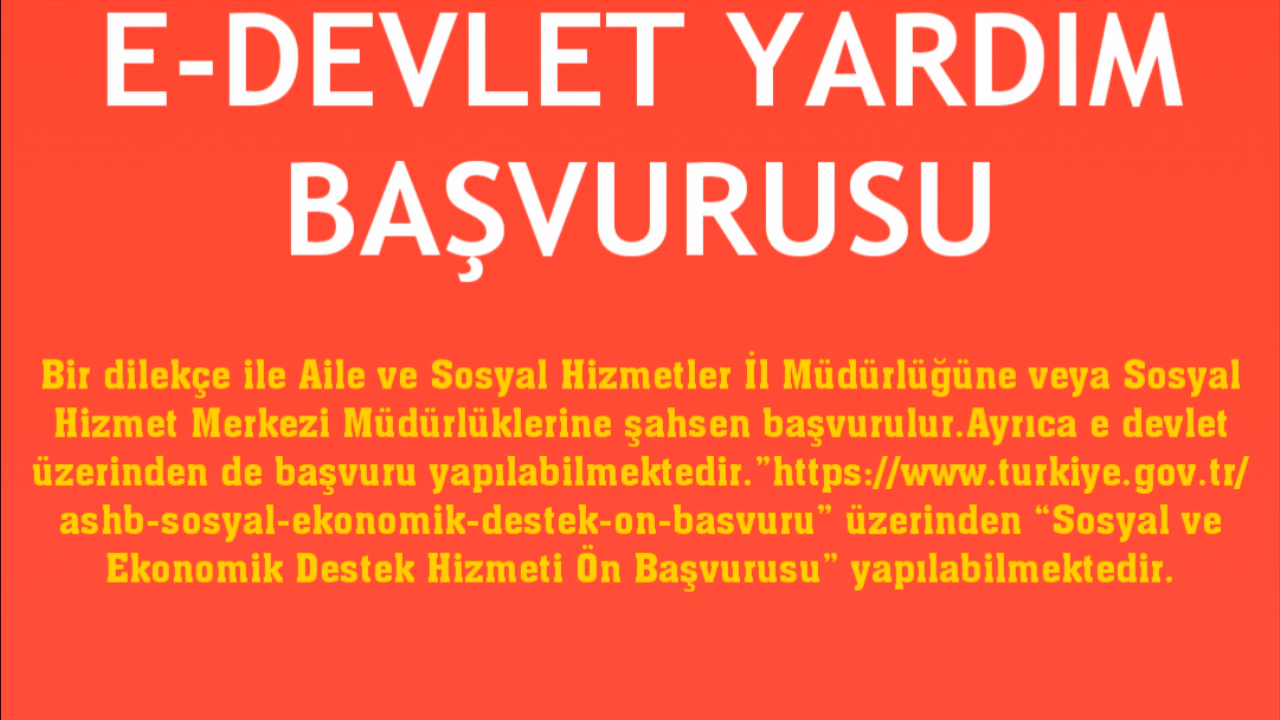 E-DEVLET YARDIM
BAŞVURUSU
Bir dilekçe ile Aile ve Sosyal Hizmetler İl Müdürlüğüne veya Sosyal
Hizmet Merkezi Müdürlüklerine şahsen başvurulur.Ayrıca e devlet
üzerinden de başvuru yapılabilmektedir.”https://www.turkiye.gov.tr/
ashb-sosyal-ekonomik-destek-on-basvuru” üzerinden “Sosyal ve
Ekonomik Destek Hizmeti Ön Başvurusu” yapılabilmektedir.